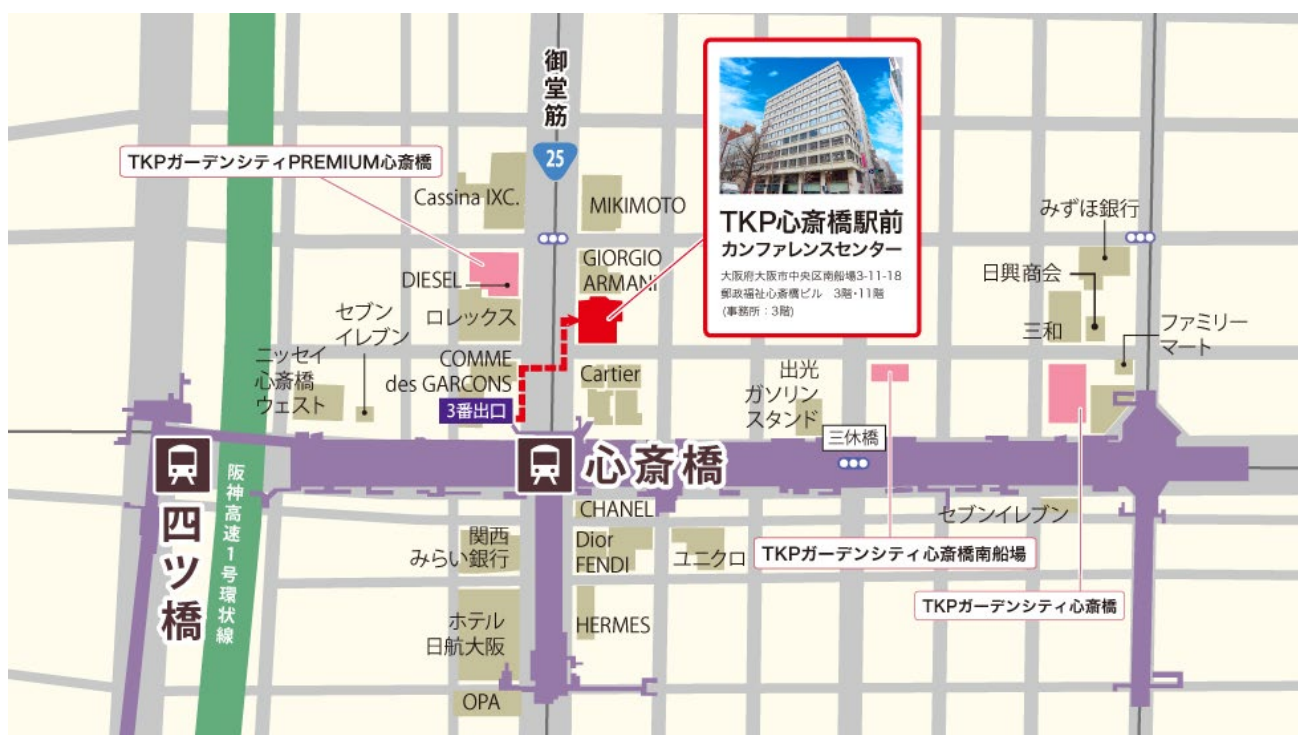 御堂筋
25
TKPガーデンシティPREMIUM心斎橋
Cassina IXC.
MIKIMOTO
TKP心斎橋駅前
カンファレンスセンター
大阪府大阪市中央区南船場3-11-18
郵政福祉心斎橋ビル 3階・11階
(事務所:3階)
みずほ銀行
日興商会
三和
ファミリー
マート
DIESEL
GIORGIO
ARMANI
ロレックス
セブン
イレブン
ニッセイ
心斎橋
ウェスト
COMME
des GARCONS
3番出口
Cartier
出光
ガソリン
スタンド
三休橋
四ツ橋
阪神高速1号環状線
心斎橋
CHANEL
関西
みらい銀行
Dior
FENDI
ユニクロ
セブンイレブン
TKPガーデンシティ心斎橋南船場
TKPガーデンシティ心斎橋
ホテル
日航大阪
HERMES
OPA